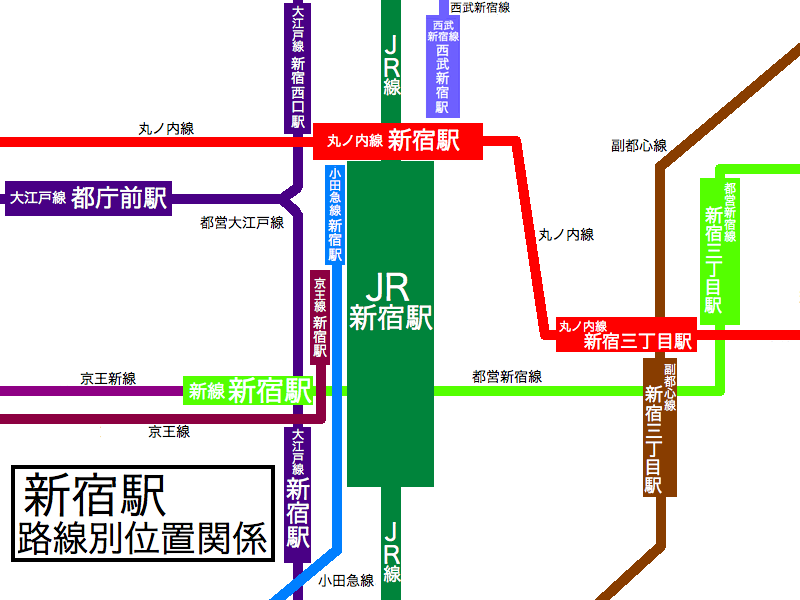 西武新宿線
大江戸線 新宿西口駅
JR線
西武
新宿線
西武新宿駅
丸ノ内線
丸ノ内線 新宿駅
副都心線
大江戸線 都庁前駅
小田急線 新宿駅
都営新宿線
新宿三丁目駅
都営大江戸線
丸ノ内線
京王線 新宿駅
JR
新宿駅
丸ノ内線
新宿三丁目駅
京王新線
新線 新宿駅
都営新宿線
副都心線
新宿三丁目駅
京王線
大江戸線 新宿駅
新宿駅
路線別位置関係
JR線
小田急線